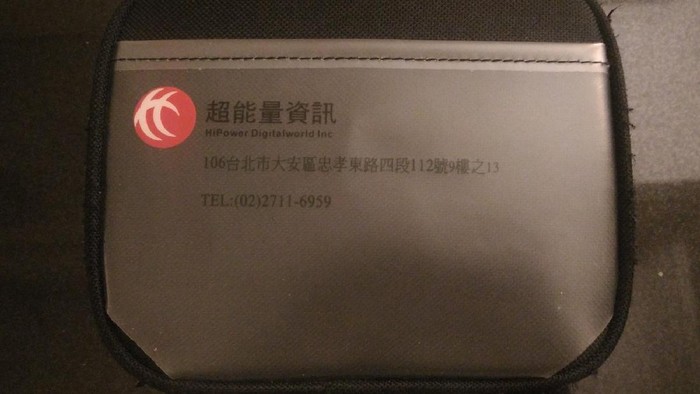 超能量資訊
HiPower Digitalworld Inc
106台北市大安區忠孝東路四段112號9樓之13
TEL:(02)2711-6959